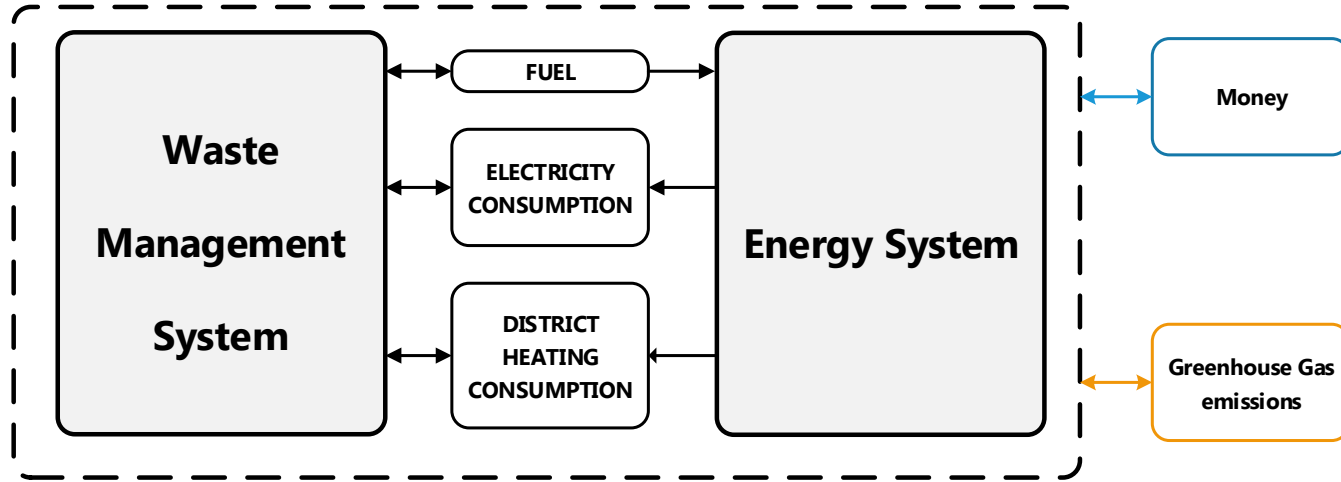 Waste
Management
System
FUEL
ELECTRICITY
CONSUMPTION
DISTRICT
HEATING
CONSUMPTION
Energy System
Money
Greenhouse Gas
emissions